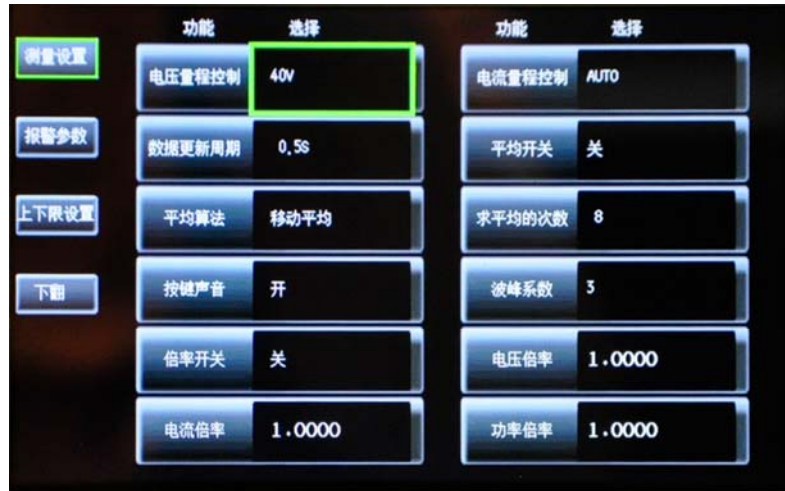 功能 选择 功能 选择
测量设置
电压量程控制 40V 电流量程控制 AUTO
报警参数
数据更新周期 0.5S 平均开关 关
上下限设置
平均算法 移动平均 求平均的次数 8
下翻
按键声音 开 波峰系数 3
倍率开关 关 电压倍率 1.0000
电流倍率 1.0000 功率倍率 1.0000